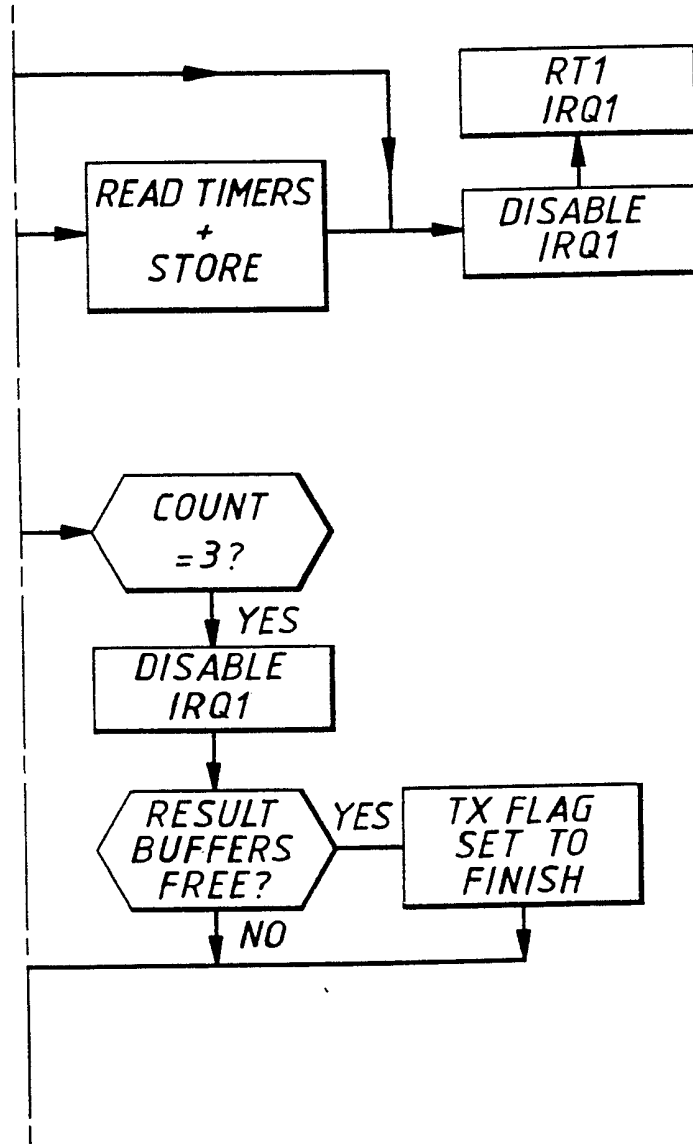 RT1
IRQ1
READ TIMERS
+
STORE
DISABLE
IRQ1
COUNT
=3?
YES
DISABLE
IRQ1
RESULT
BUFFERS
FREE?
YES
TX FLAG
SET TO
FINISH
NO